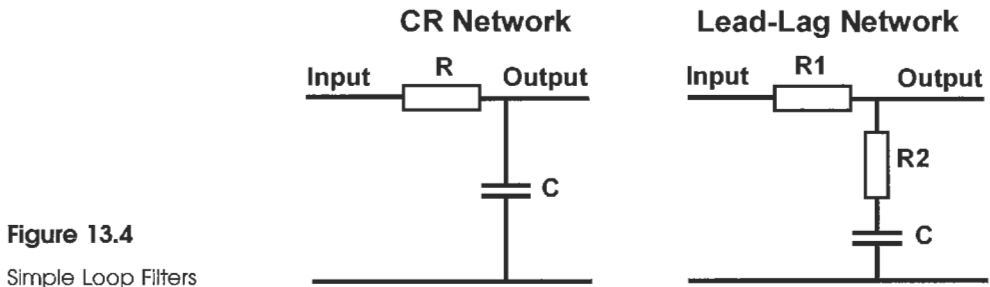 CR Network
Input
R
Output
C
Lead-Lag Network
Input
R1
Output
R2
C
Figure 13.4
Simple Loop Filters